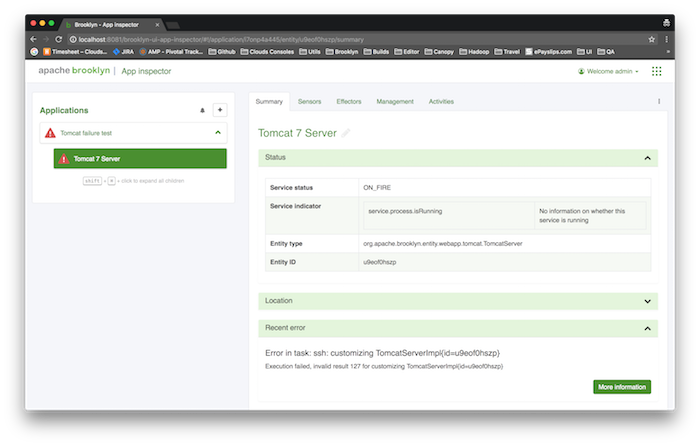 Brooklyn - App inspector
localhost:8081/brooklyn-ui-app-inspector/#!/application/i7onp4a445/entity/u9eof0hszp/summary
Timesheet – Clouds... JIRA AMP - Pivotal Track... Github Clouds Consoles Utils Brooklyn Builds Editor Canopy Hadoop Travel ePayslips.com UI QA
apache brooklyn | App inspector
Welcome admin
Applications
+
Tomcat failure test
Tomcat 7 Server
shift + + click to expand all children
Summary Sensors Effectors Management Activities
Tomcat 7 Server
Status
Service status ON_FIRE
Service indicator service.process.isRunning No information on whether this
service is running
Entity type org.apache.brooklyn.entity.webapp.tomcat.TomcatServer
Entity ID u9eof0hszp
Location
Recent error
Error in task: ssh: customizing TomcatServerImpl{id=u9eof0hszp}
Execution failed, invalid result 127 for customizing TomcatServerImpl{id=u9eof0hszp}
More information